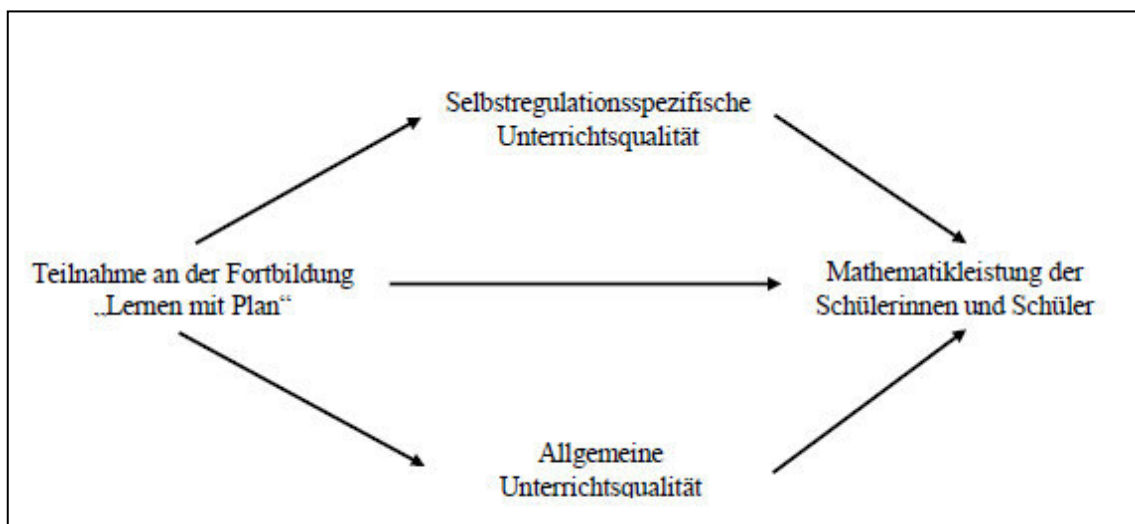 Selbstregulationsspezifische
Unterrichtsqualität
Teilnahme an der Fortbildung
„Lernen mit Plan“
Mathematikleistung der
Schülerinnen und Schüler
Allgemeine
Unterrichtsqualität